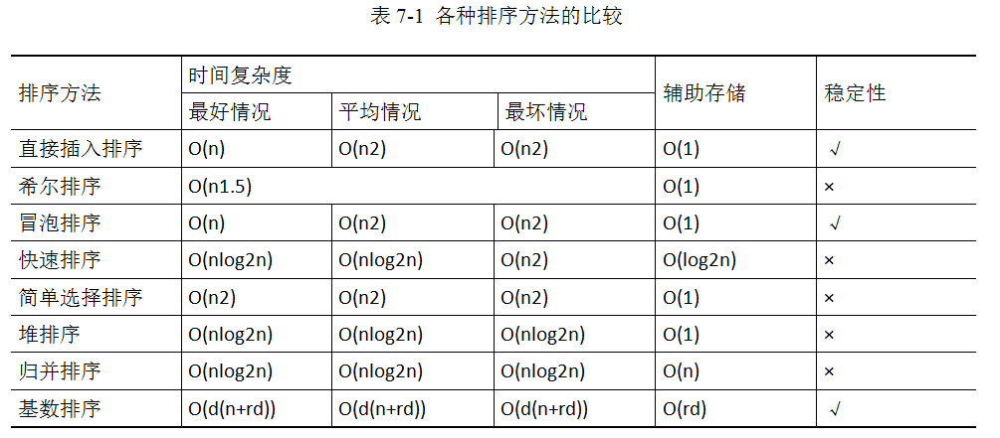 表 7-1 各种排序方法的比较
排序方法 时间复杂度 辅助存储 稳定性
最好情况 平均情况 最坏情况
直接插入排序 O(n) O(n2) O(n2) O(1) √
希尔排序 O(n1.5) O(1) ×
冒泡排序 O(n) O(n2) O(n2) O(1) √
快速排序 O(nlog2n) O(nlog2n) O(n2) O(log2n) ×
简单选择排序 O(n2) O(n2) O(n2) O(1) ×
堆排序 O(nlog2n) O(nlog2n) O(nlog2n) O(1) ×
归并排序 O(nlog2n) O(nlog2n) O(nlog2n) O(n) ×
基数排序 O(d(n+rd)) O(d(n+rd)) O(d(n+rd)) O(rd) √